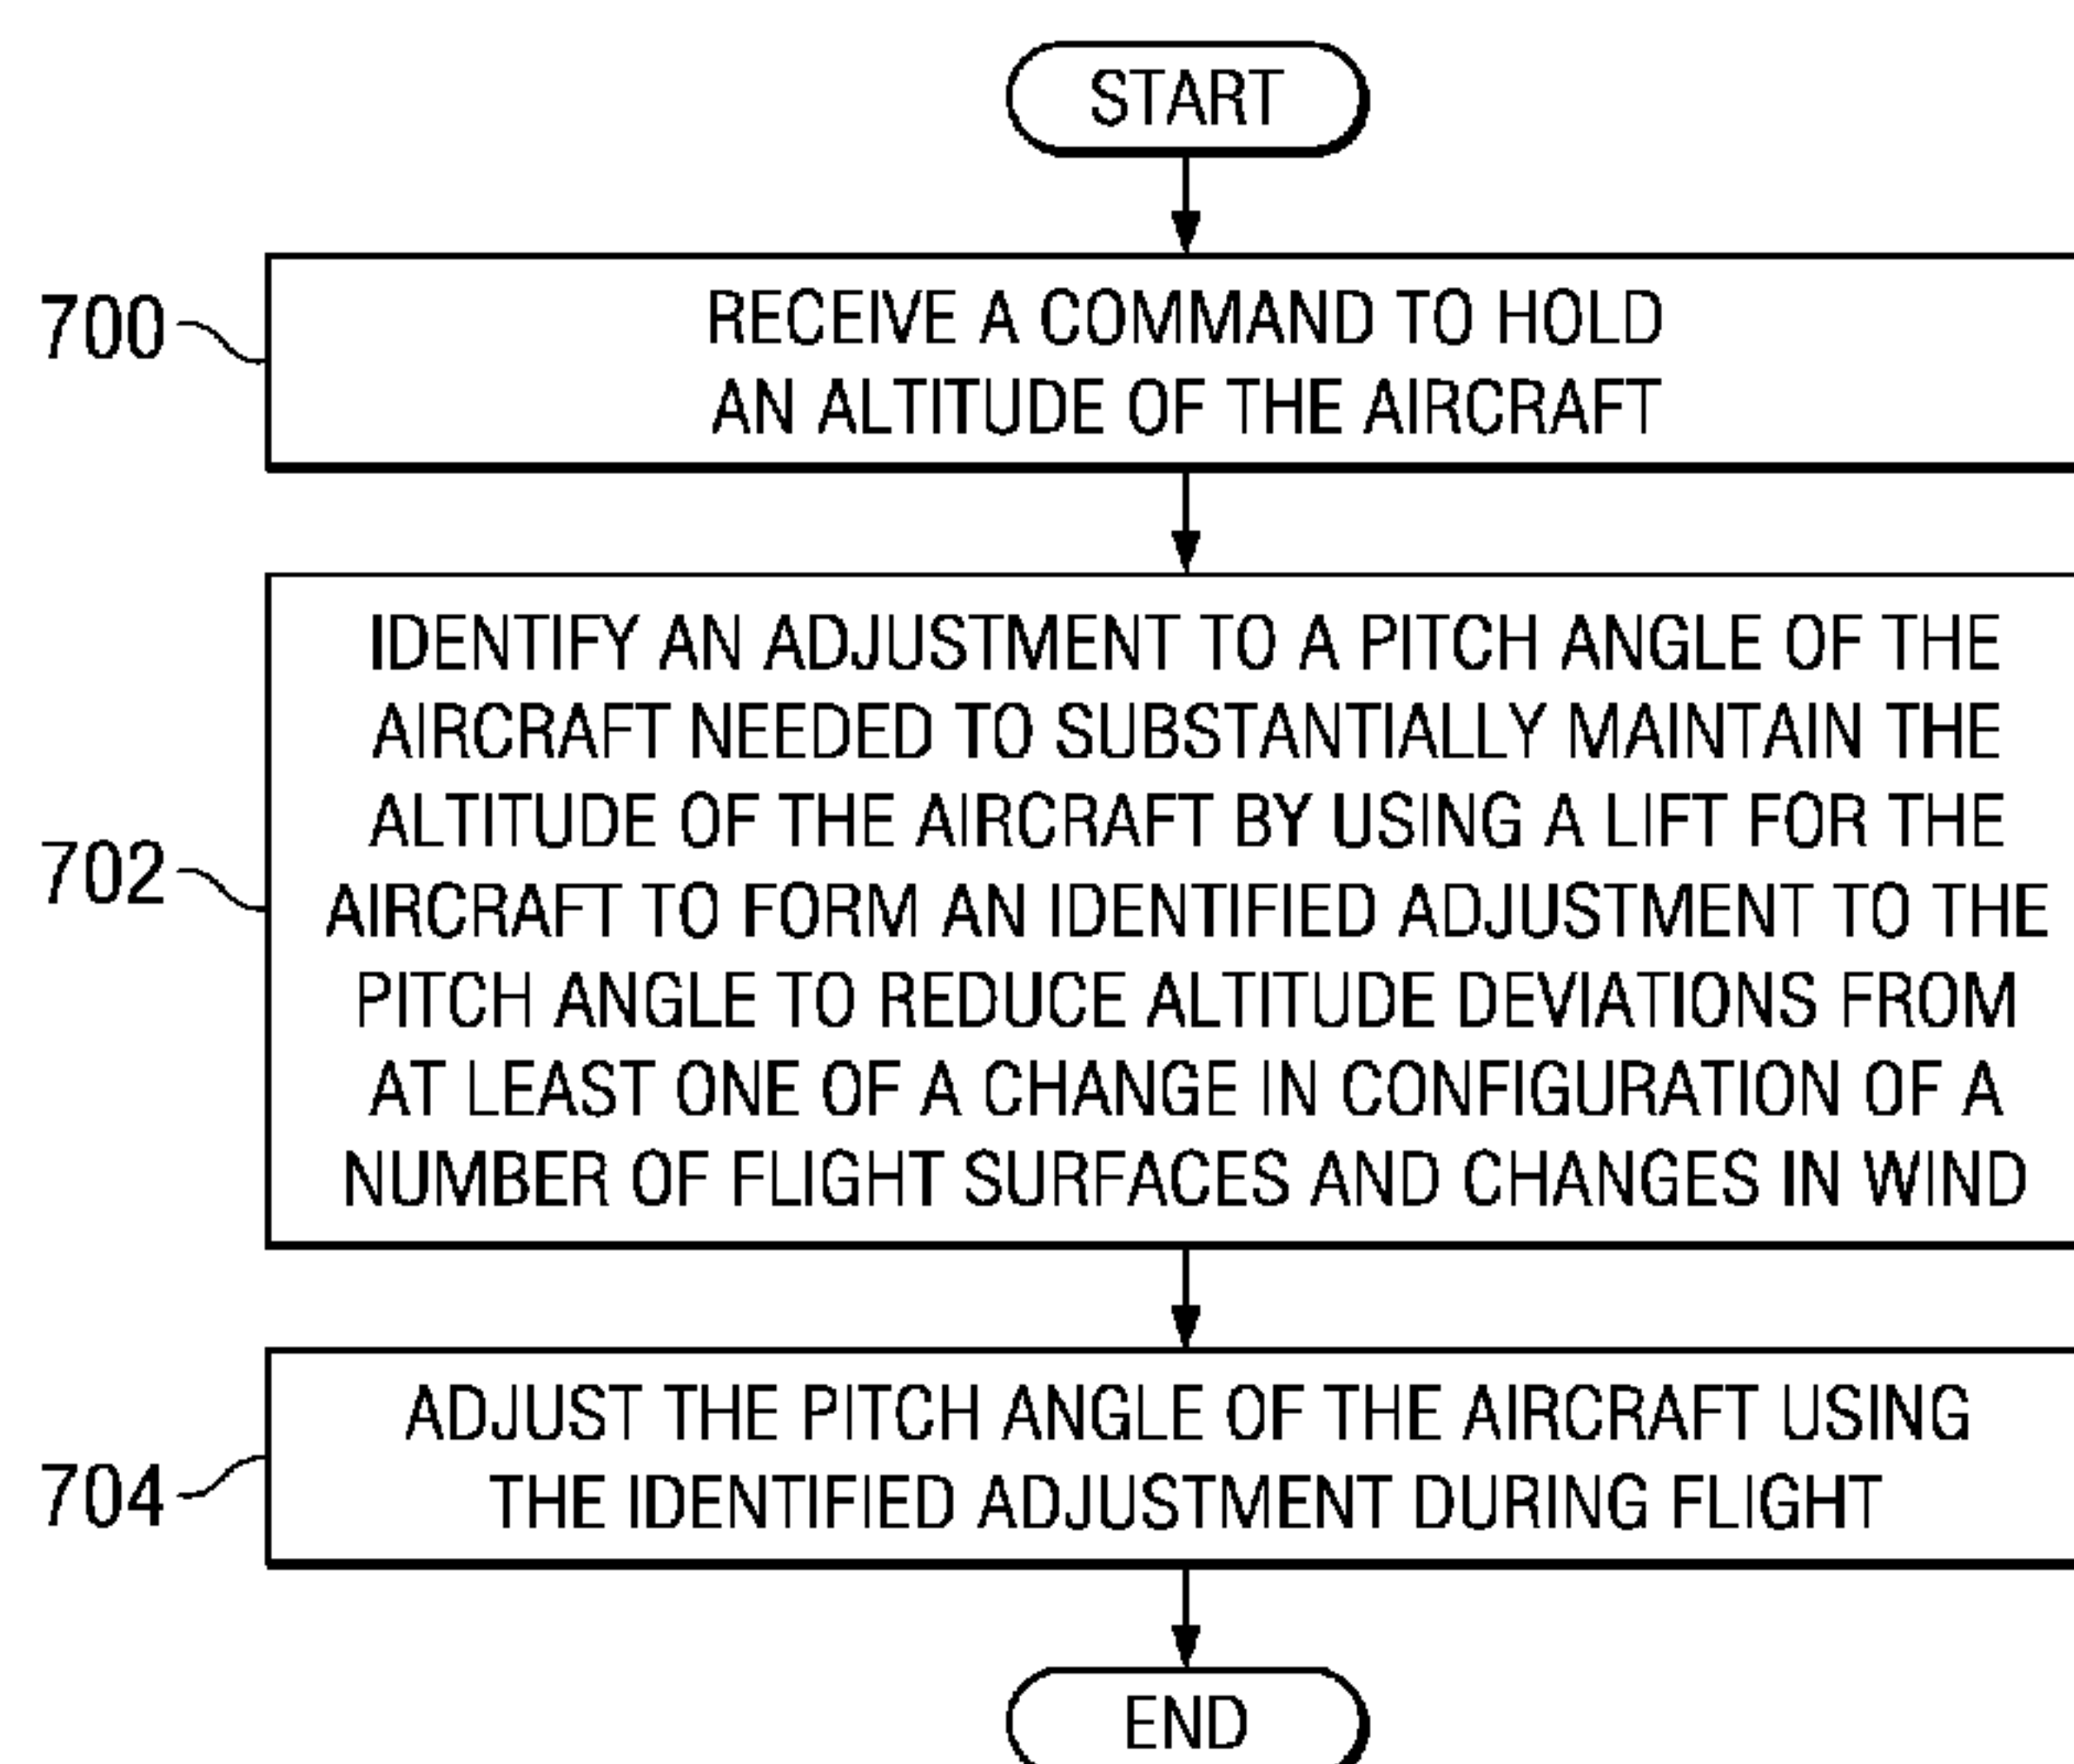 START
700
RECEIVE A COMMAND TO HOLD
AN ALTITUDE OF THE AIRCRAFT
702
IDENTIFY AN ADJUSTMENT TO A PITCH ANGLE OF THE
AIRCRAFT NEEDED TO SUBSTANTIALLY MAINTAIN THE
ALTITUDE OF THE AIRCRAFT BY USING A LIFT FOR THE
AIRCRAFT TO FORM AN IDENTIFIED ADJUSTMENT TO THE
PITCH ANGLE TO REDUCE ALTITUDE DEVIATIONS FROM
AT LEAST ONE OF A CHANGE IN CONFIGURATION OF A
NUMBER OF FLIGHT SURFACES AND CHANGES IN WIND
704
ADJUST THE PITCH ANGLE OF THE AIRCRAFT USING
THE IDENTIFIED ADJUSTMENT DURING FLIGHT
END